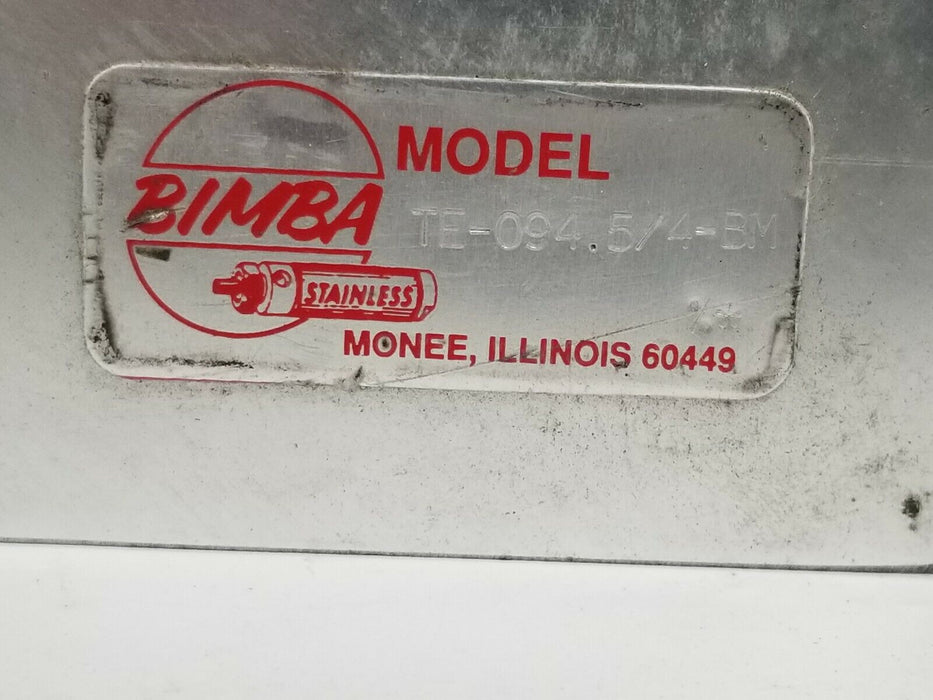 MODEL
BIMBA
TE-094.5/4-BM
STAINLESS
MONEE, ILLINOIS 60449